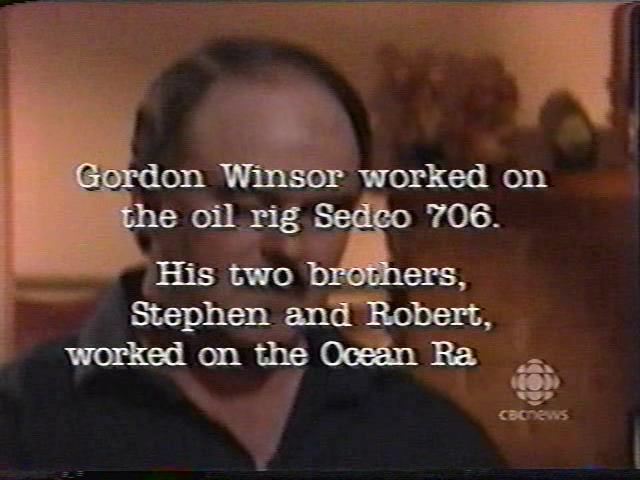 Gordon Winsor worked on
the oil rig Sedco 706.
His two brothers,
Stephen and Robert,
worked on the Ocean Ra
CBCnews